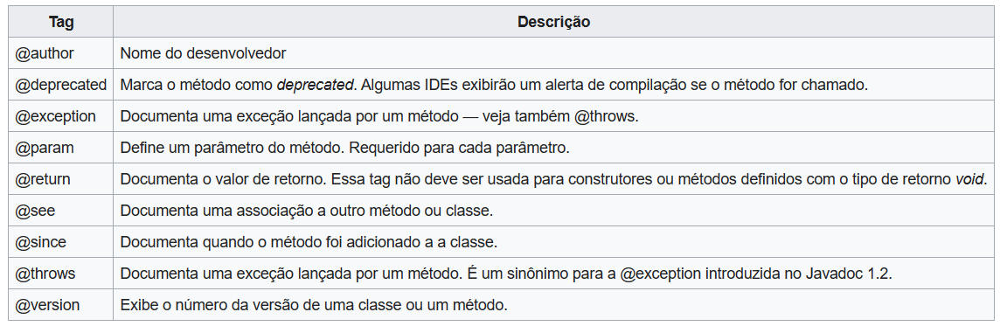 Tag Descrição
@author Nome do desenvolvedor
@deprecated Marca o método como deprecated. Algumas IDEs exibirão um alerta de compilação se o método for chamado.
@exception Documenta uma exceção lançada por um método — veja também @throws.
@param Define um parâmetro do método. Requerido para cada parâmetro.
@return Documenta o valor de retorno. Essa tag não deve ser usada para construtores ou métodos definidos com o tipo de retorno void.
@see Documenta uma associação a outro método ou classe.
@since Documenta quando o método foi adicionado a a classe.
@throws Documenta uma exceção lançada por um método. É um sinônimo para a @exception introduzida no Javadoc 1.2.
@version Exibe o número da versão de uma classe ou um método.